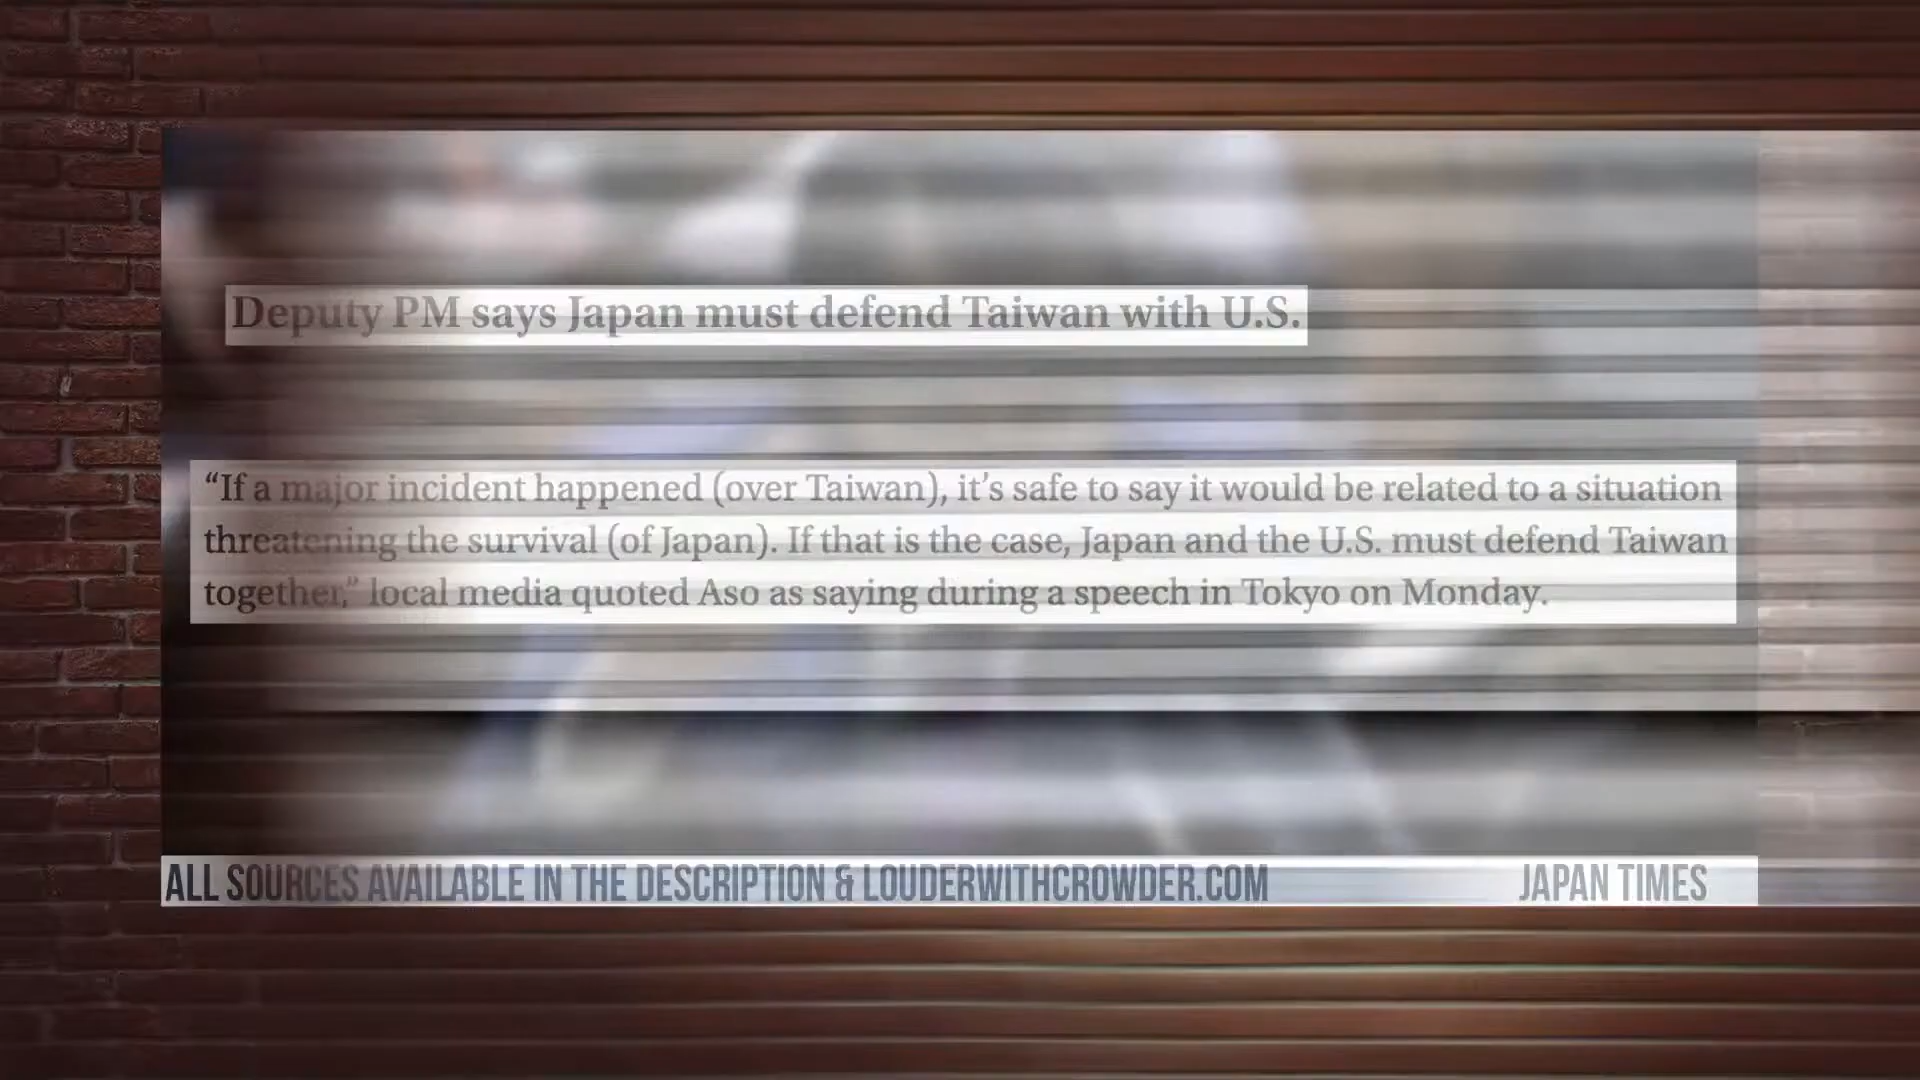 Deputy PM says Japan must defend Taiwan with U.S.
“If a major incident happened (over Taiwan), it’s safe to say it would be related to a situation
threatening the survival (of Japan). If that is the case, Japan and the U.S. must defend Taiwan
together,” local media quoted Aso as saying during a speech in Tokyo on Monday.
ALL SOURCES AVAILABLE IN THE DESCRIPTION & LOUDERWITHCROWDER.COM JAPAN TIMES